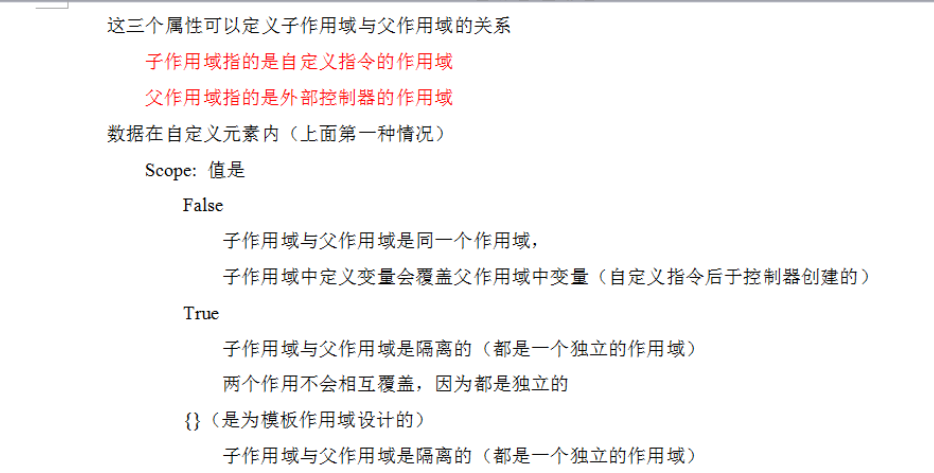 这三个属性可以定义子作用域与父作用域的关系
子作用域指的是自定义指令的作用域
父作用域指的是外部控制器的作用域
数据在自定义元素内（上面第一种情况）
Scope: 值是
False
子作用域与父作用域是同一个作用域，
子作用域中定义变量会覆盖父作用域中变量（自定义指令后于控制器创建的）
True
子作用域与父作用域是隔离的（都是一个独立的作用域）
两个作用不会相互覆盖，因为都是独立的
{}（是为模板作用域设计的）
子作用域与父作用域是隔离的（都是一个独立的作用域）